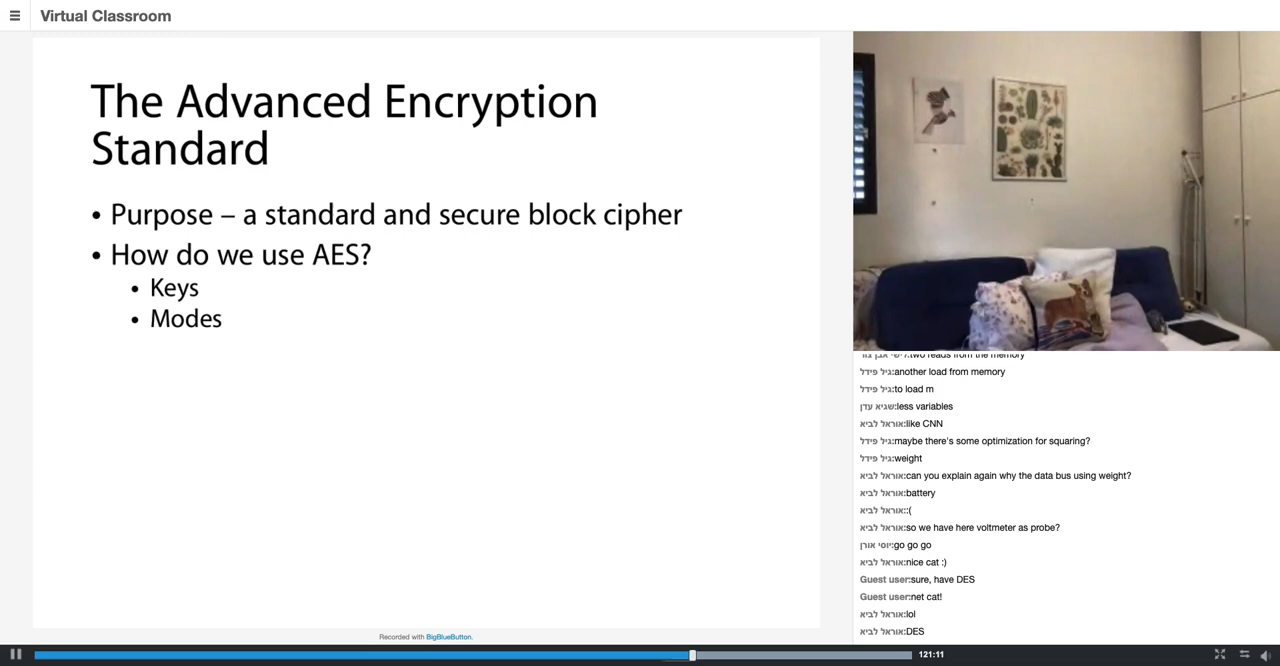 Virtual Classroom
The Advanced Encryption
Standard
• Purpose – a standard and secure block cipher
• How do we use AES?
• Keys
• Modes
Recorded with BigBlueButton.
two reads from the memory
גיל פידל:another load from memory
גיל פידל:to load m
שגיא עדן:less variables
אוראל לביא:like CNN
גיל פידל:maybe there's some optimization for squaring?
גיל פידל:weight
אוראל לביא:can you explain again why the data bus using weight?
אוראל לביא:battery
אוראל לביא::(
אוראל לביא:so we have here voltmeter as probe?
יוסי אורן:go go go
אוראל לביא:nice cat :)
Guest user:sure, have DES
Guest user:net cat!
אוראל לביא:lol
אוראל לביא:DES
121:11